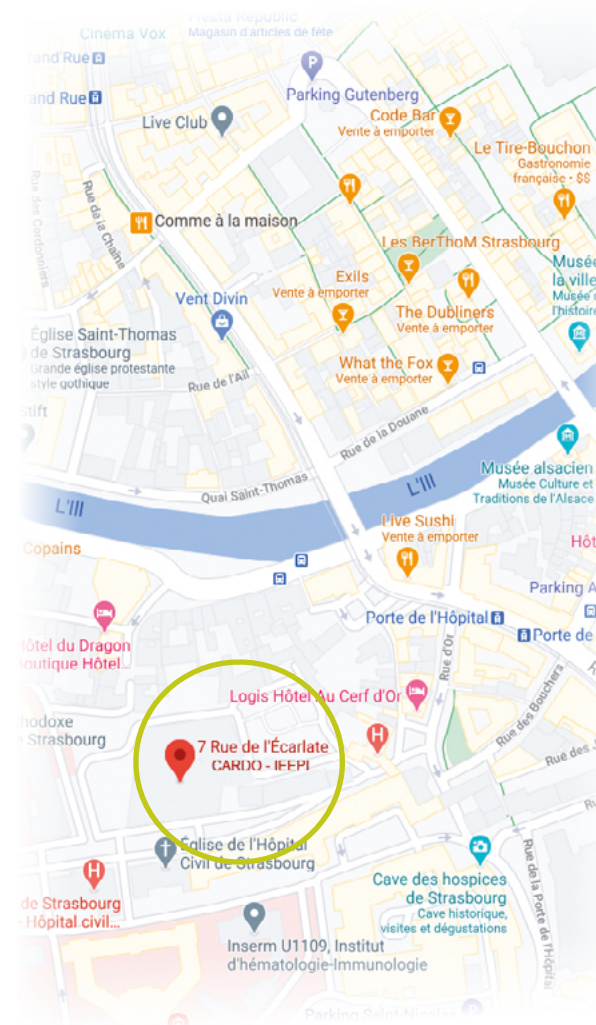 Fiesta Republic
Magasin d'articles de fête
Cinéma Vox
and'Rue
and Rue
Parking Gutenberg
Live Club
Code Bar
Vente à emporter
Le Tire-Bouchon
Gastronomie
française • $$
Rue des Cordonniers
Rue de la Chaîne
Comme à la maison
Les BerThoM Strasbourg
Musée
la ville
Musée
l'histoire
Exils
Vente à emporter
Vent Divin
The Dubliners
Vente à emporter
Église Saint-Thomas
de Strasbourg
Grande église protestante
style gothique
What the Fox
Vente à emporter
Rue de l'Ail
Stift
Rue de la Douane
Musée alsacien
Musée Culture et
Traditions de l'Alsace
Quai Saint-Thomas
L'Ill
L'Ill
Live Sushi
Vente à emporter
Copains
Hôt
Parking A
Porte de l'Hôpital
Porte de
Hôtel du Dragon
Boutique Hôtel...
Rue d'Or
Rue des Bouchers
Logis Hôtel Au Cerf d'Or
hodoxe
Strasbourg
7 Rue de l'Écarlate
CARDO - IEEPI
Rue des
Église de l'Hôpital
Civil de Strasbourg
Rue de la Porte de l'Hôpital
de Strasbourg
- Hôpital civil...
Cave des hospices
de Strasbourg
Cave historique,
visites et dégustations
Inserm U1109, Institut
d'hématologie-Immunologie
Parking Saint-Nicolas